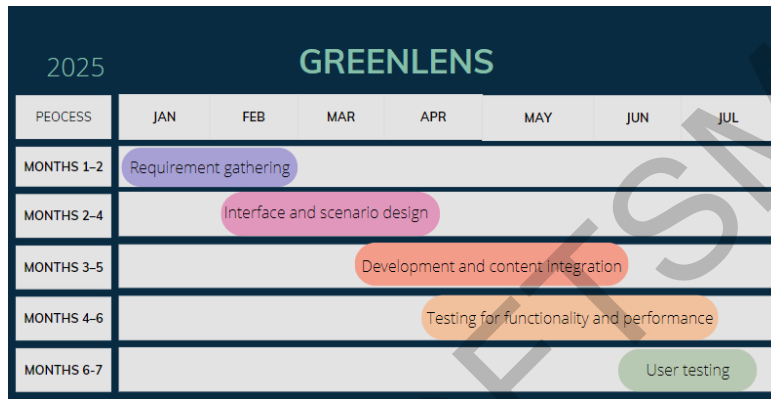 2025 GREENLENS
PEOCESS JAN FEB MAR APR MAY JUN JUL
MONTHS 1–2 Requirement gathering
MONTHS 2–4 Interface and scenario design
MONTHS 3–5 Development and content integration
MONTHS 4–6 Testing for functionality and performance
MONTHS 6-7 User testing
ETSM